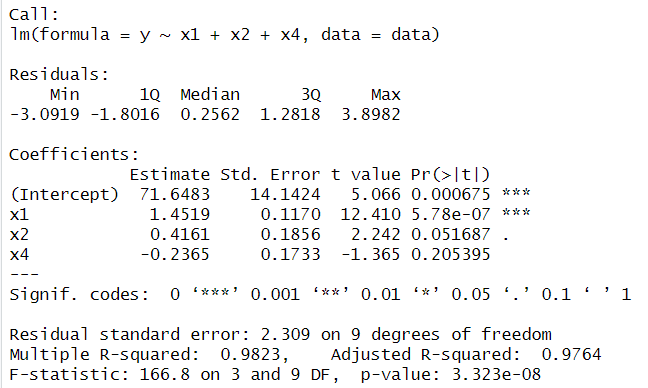 Call:
lm(formula = y ~ x1 + x2 + x4, data = data)
Residuals:
    Min      1Q  Median      3Q     Max
-3.0919 -1.8016  0.2562  1.2818  3.8982
Coefficients:
            Estimate Std. Error t value Pr(>|t|)
(Intercept)  71.6483    14.1424   5.066 0.000675 ***
x1            1.4519     0.1170  12.410 5.78e-07 ***
x2            0.4161     0.1856   2.242 0.051687 .
x4           -0.2365     0.1733  -1.365 0.205395
---
Signif. codes:  0 ‘***’ 0.001 ‘**’ 0.01 ‘*’ 0.05 ‘.’ 0.1 ‘ ’ 1
Residual standard error: 2.309 on 9 degrees of freedom
Multiple R-squared:  0.9823,    Adjusted R-squared:  0.9764
F-statistic: 166.8 on 3 and 9 DF,  p-value: 3.323e-08